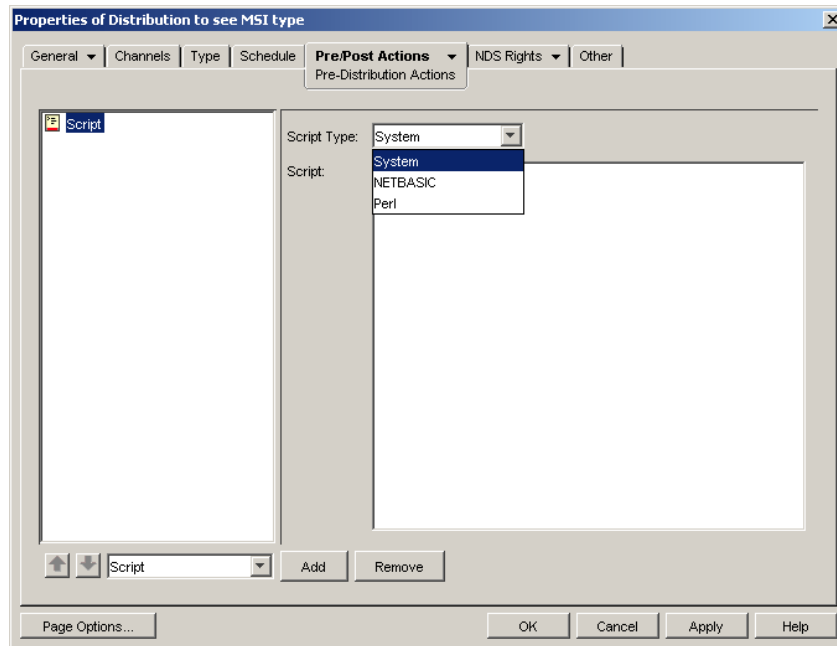 Properties of Distribution to see MSI type
General Channels Type Schedule Pre/Post Actions NDS Rights Other
Pre-Distribution Actions
Script
Script Type: System
System
Script:
NETBASIC
Perl
Script Add Remove
Page Options... OK Cancel Apply Help